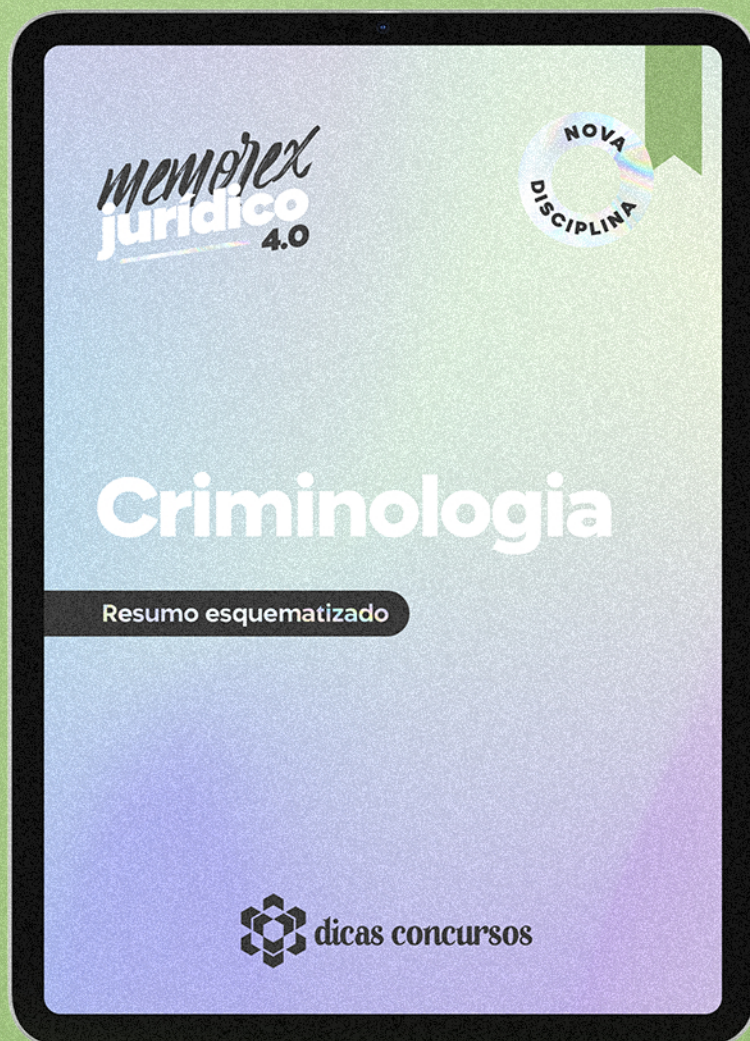 memorex
jurídico
4.0
NOVA
DISCIPLINA
Criminologia
Resumo esquematizado
dicas concursos